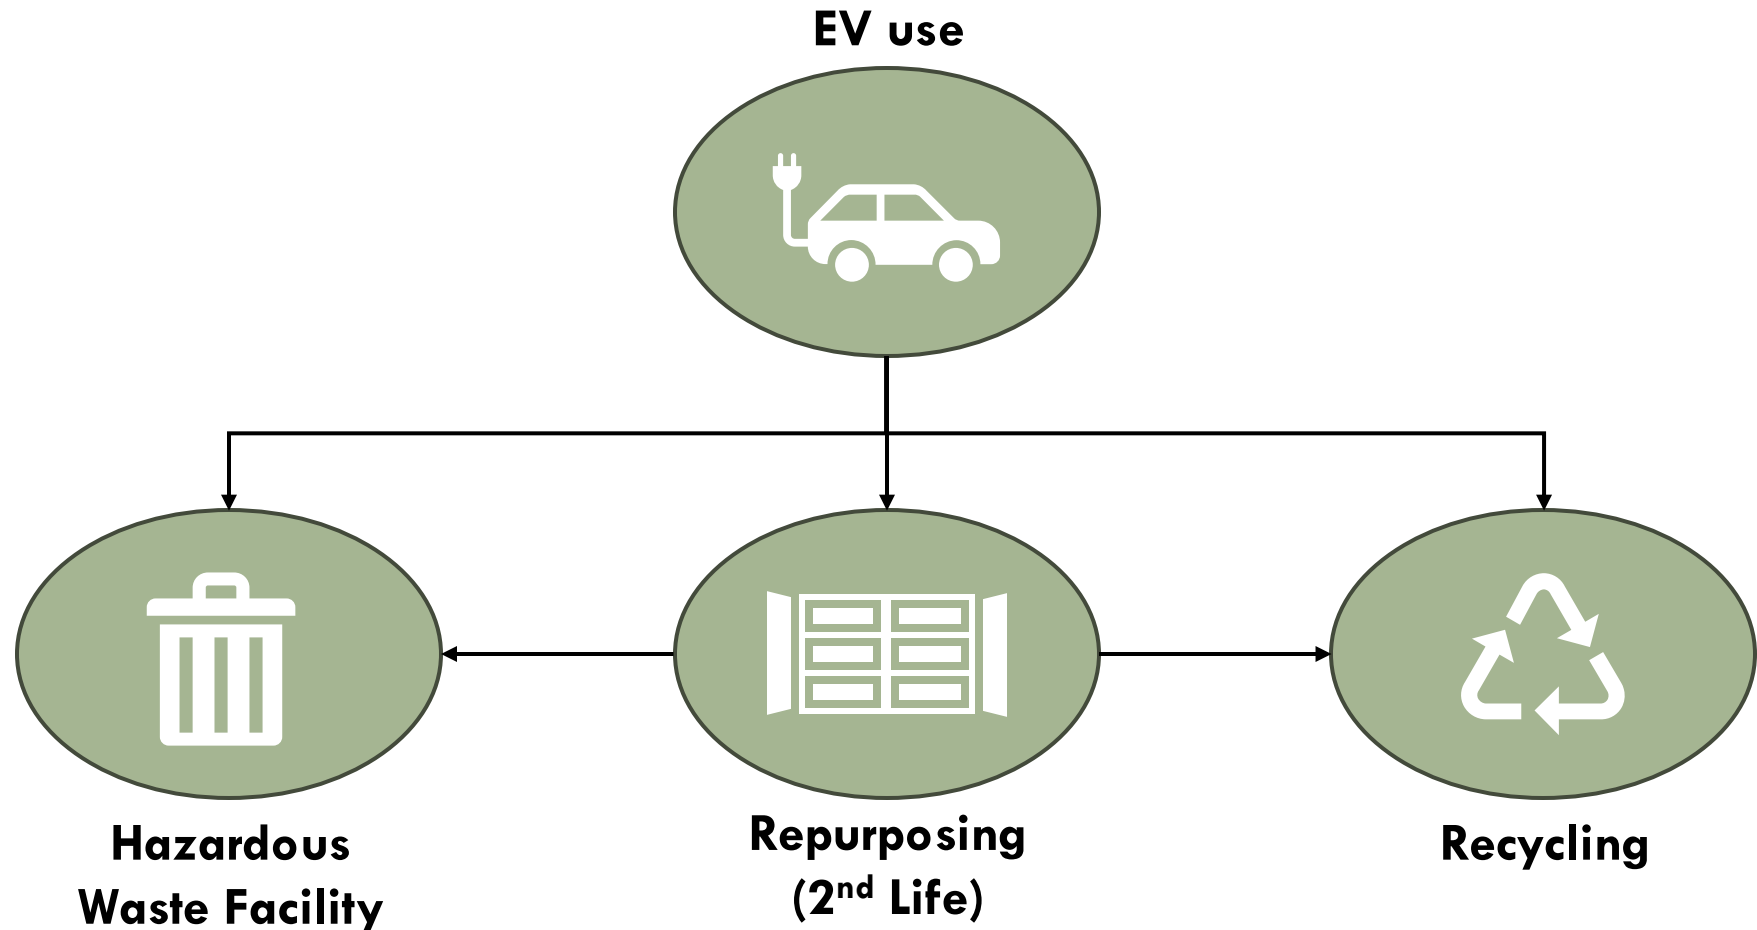 EV use
Hazardous
Waste Facility
Repurposing
(2nd Life)
Recycling